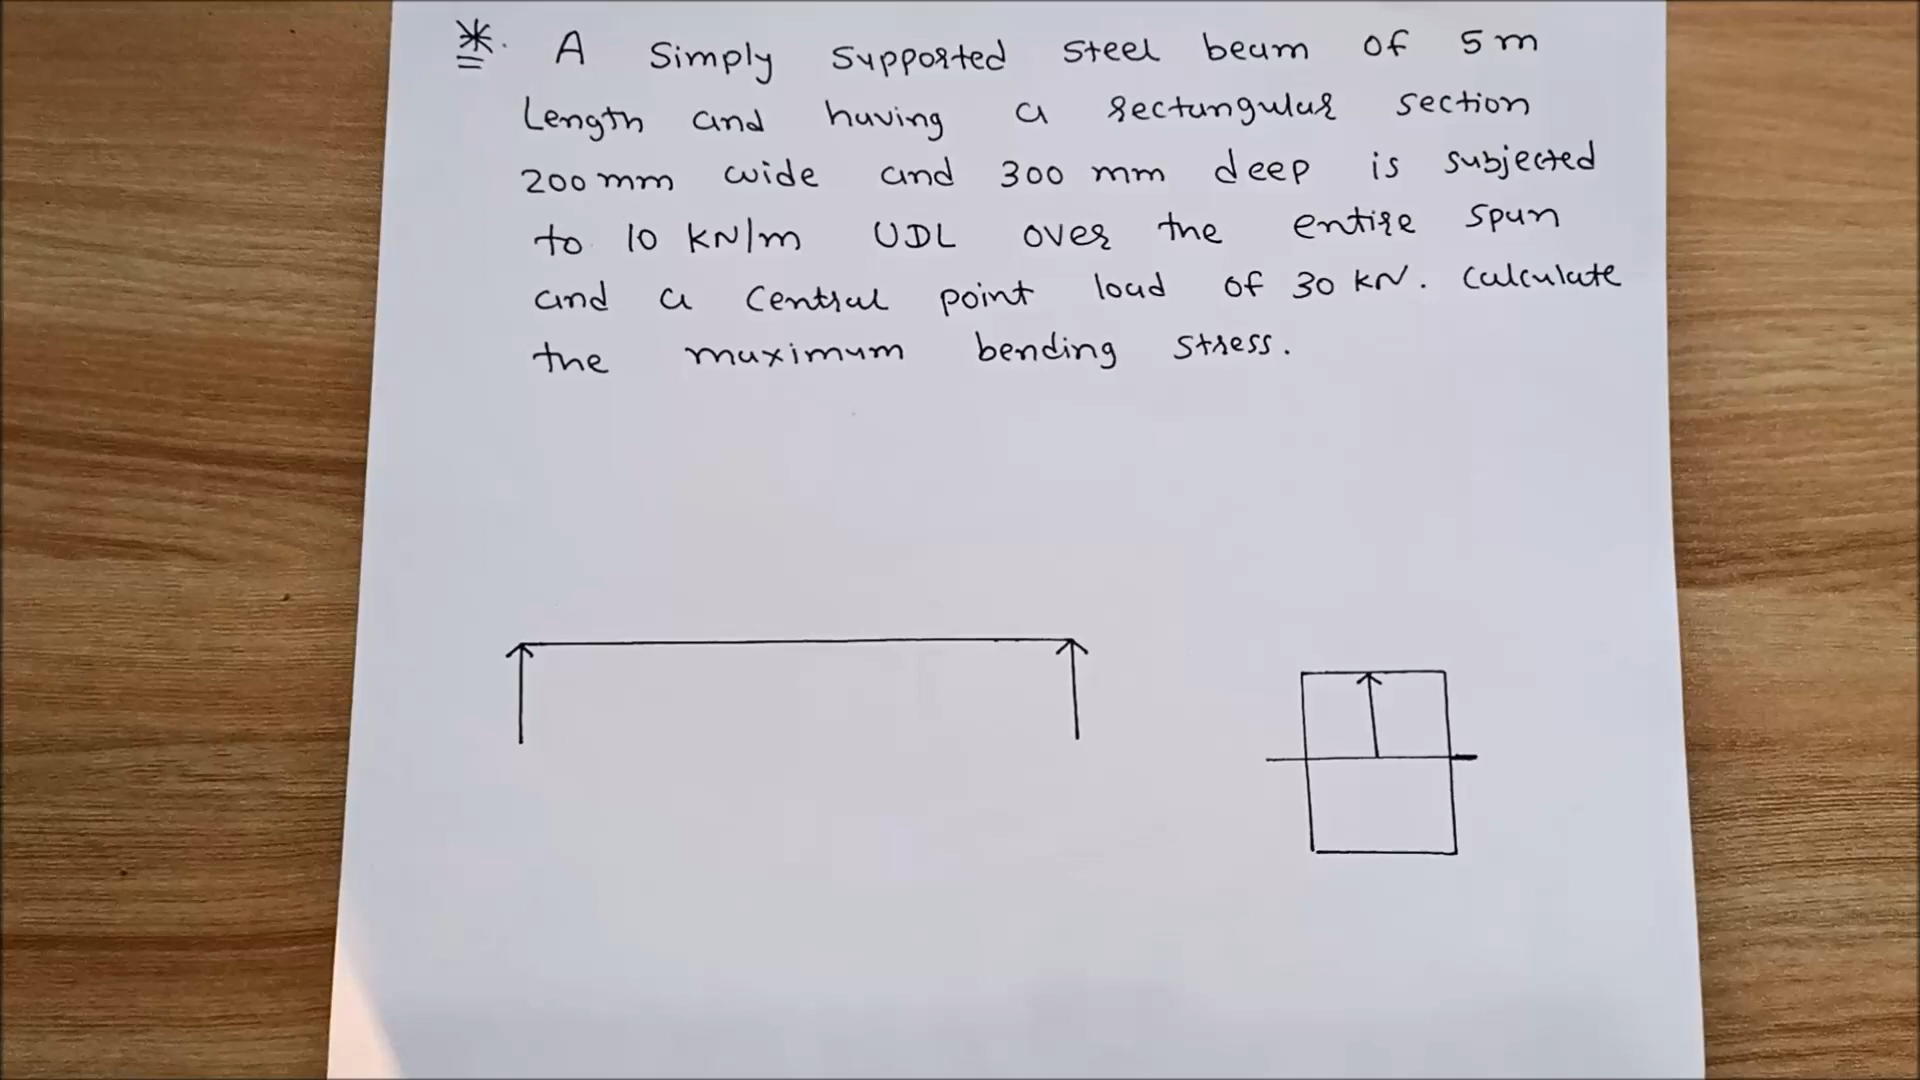 *. A Simply Supported Steel beam of 5 m
Length and having a rectangular section
200 mm wide and 300 mm deep is subjected
to 10 KN/m UDL over the entire span
and a central point load of 30 KN. Calculate
the maximum bending stress.